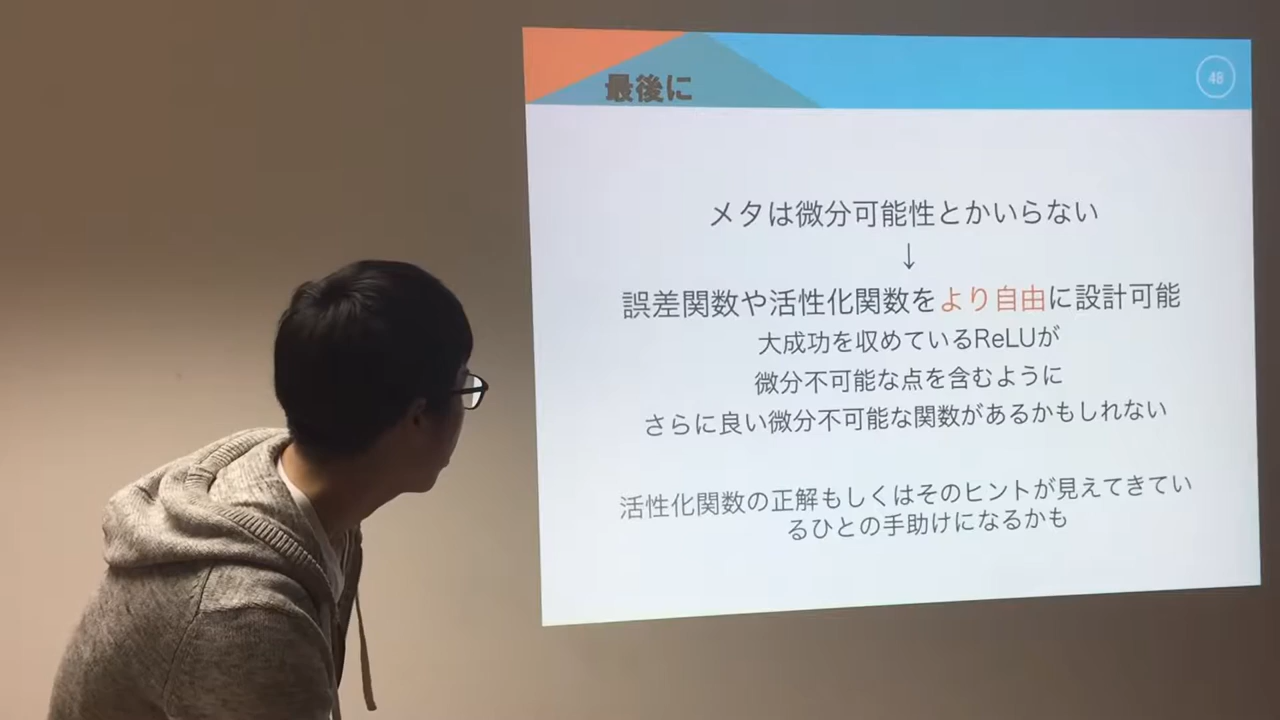 最後に
48
メタは微分可能性とかいらない
↓
誤差関数や活性化関数をより自由に設計可能
大成功を収めているReLUが
微分不可能な点を含むように
さらに良い微分不可能な関数があるかもしれない
活性化関数の正解もしくはそのヒントが見えてきてい
るひとの手助けになるかも